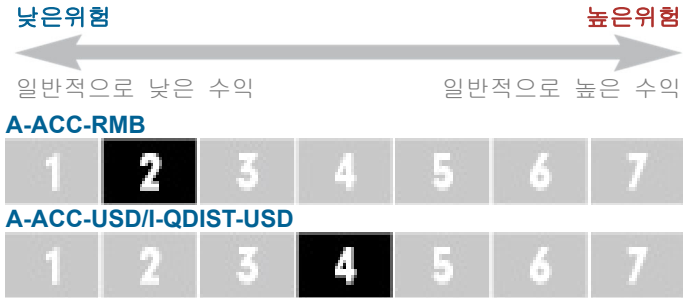 낮은위험 높은위험
일반적으로 낮은 수익 일반적으로 높은 수익
A-ACC-RMB
1 2 3 4 5 6 7
A-ACC-USD/I-QDIST-USD
1 2 3 4 5 6 7